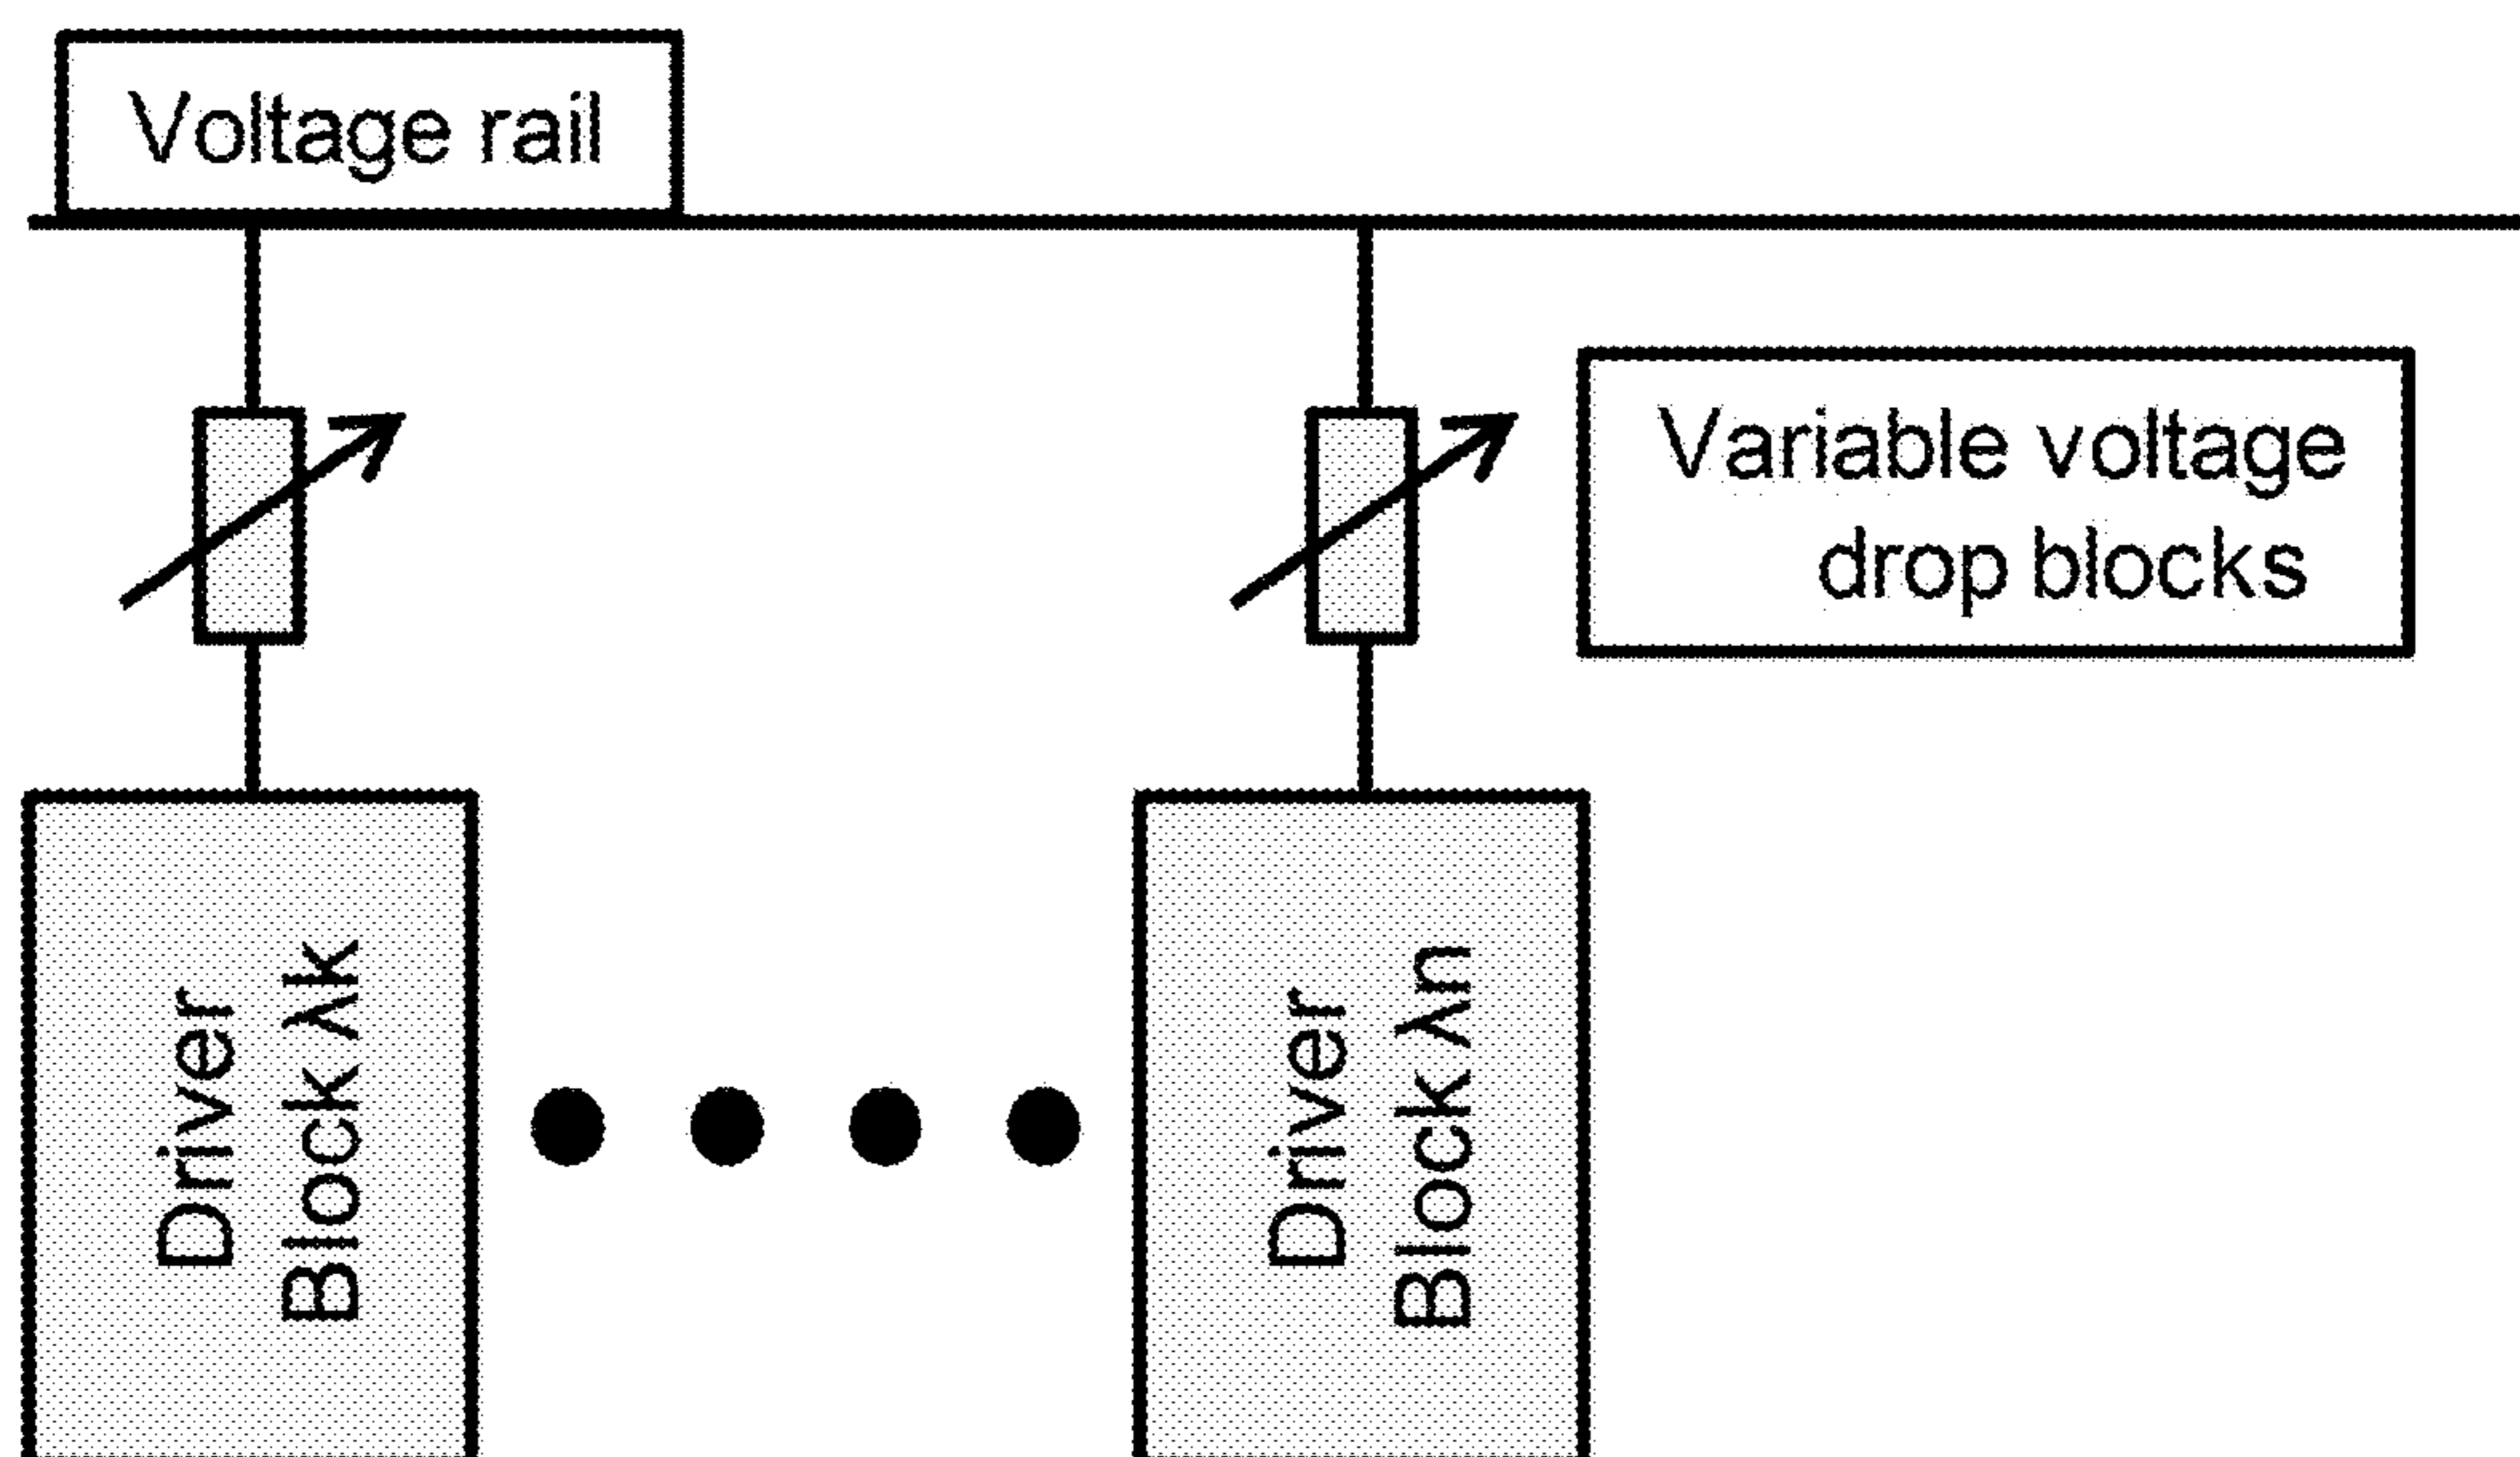 Voltage rail
Variable voltage
drop blocks
Driver
Block λk
Driver
Block λn